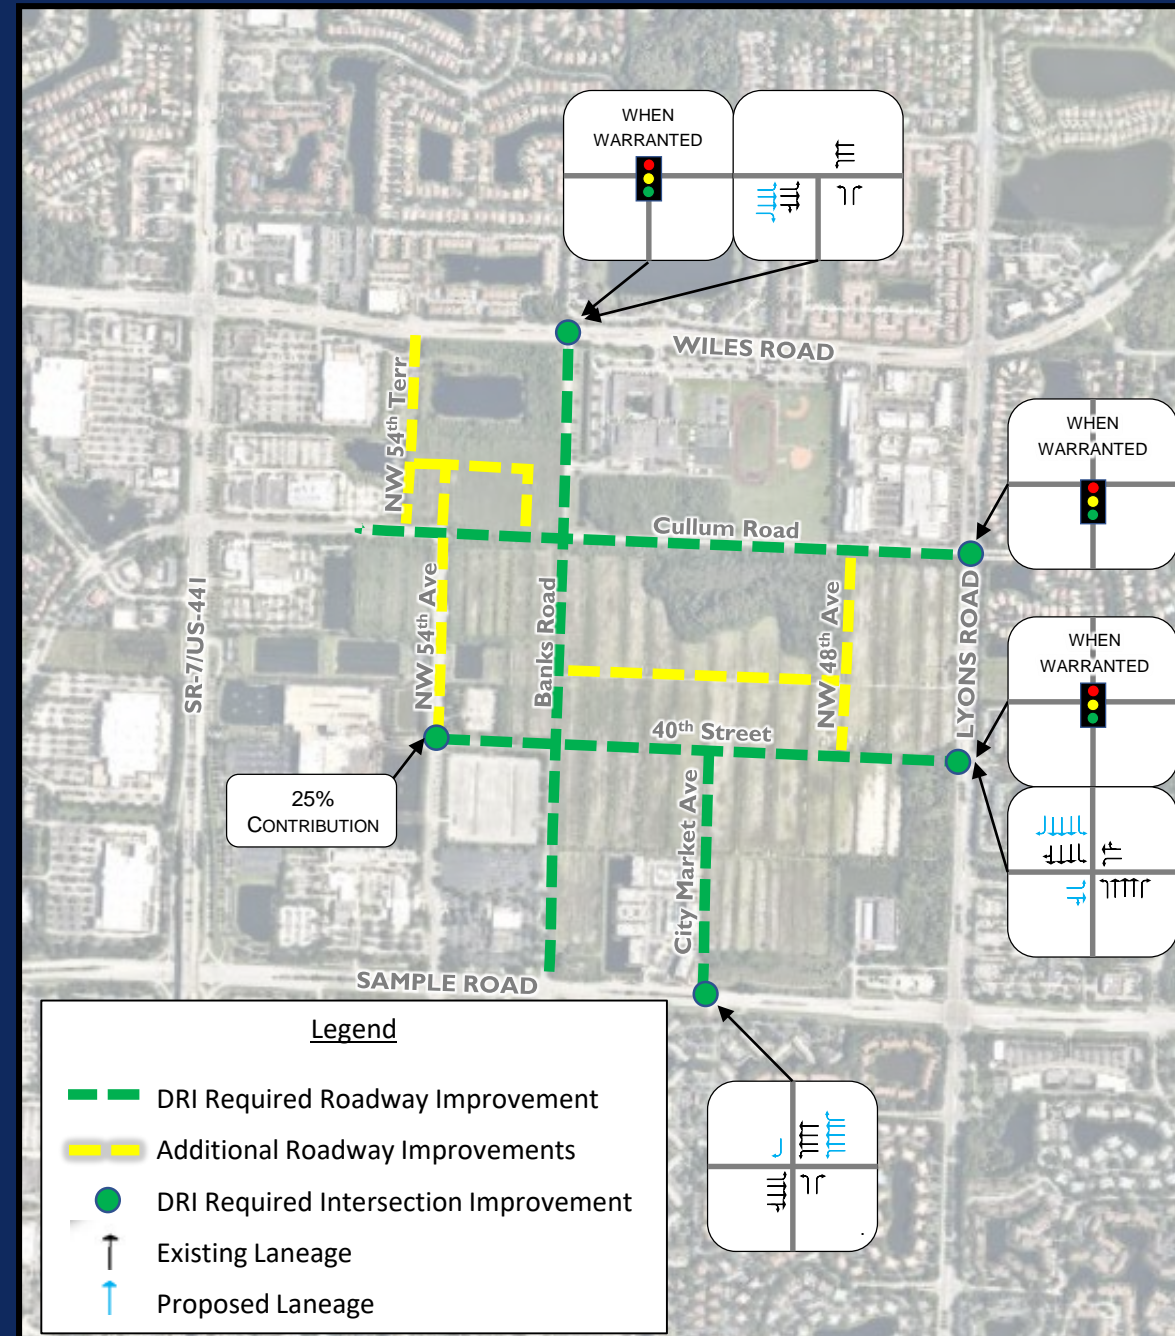 WHEN
WARRANTED
WILES ROAD
NW 54th Terr
WHEN
WARRANTED
Cullum Road
SR-7/US-441
NW 54th Ave
Banks Road
NW 48th Ave
LYONS ROAD
WHEN
WARRANTED
40th Street
25%
CONTRIBUTION
City Market Ave
SAMPLE ROAD
Legend
DRI Required Roadway Improvement
Additional Roadway Improvements
DRI Required Intersection Improvement
Existing Laneage
Proposed Laneage